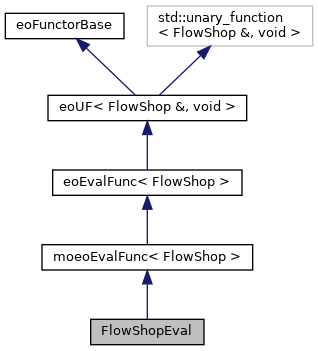 eoFunctorBase
std::unary_function
< FlowShop &, void >
eoUF< FlowShop &, void >
eoEvalFunc< FlowShop >
moeoEvalFunc< FlowShop >
FlowShopEval